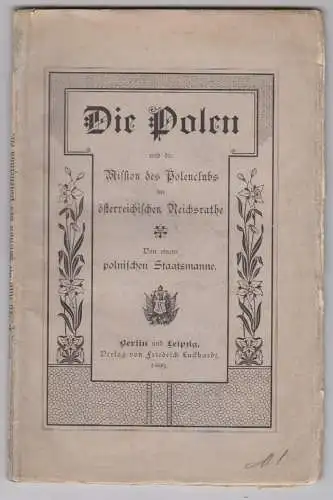 Die Polen
und die
Mission des Polenclubs
im
österreichischen Reichsrathe
Von einem
polnischen Staatsmanne.
Berlin und Leipzig,
Verlag von Friedrich Luckhardt.